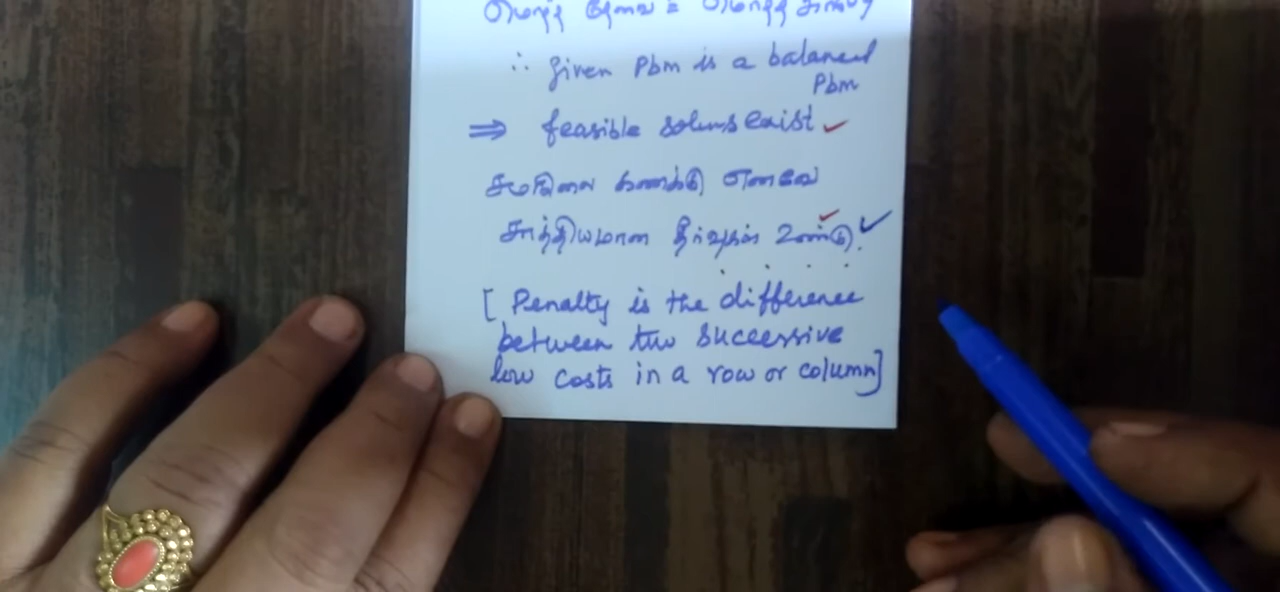 மொத்த தேவை = மொத்த அளிப்பு
∴ given Pbm is a balanced
Pbm
⇒ feasible solns exist
சமநிலை கணக்கு எனவே
சாத்தியமான தீர்வுகள் உண்டு.
[ Penalty is the difference
between two successive
low costs in a row or column]